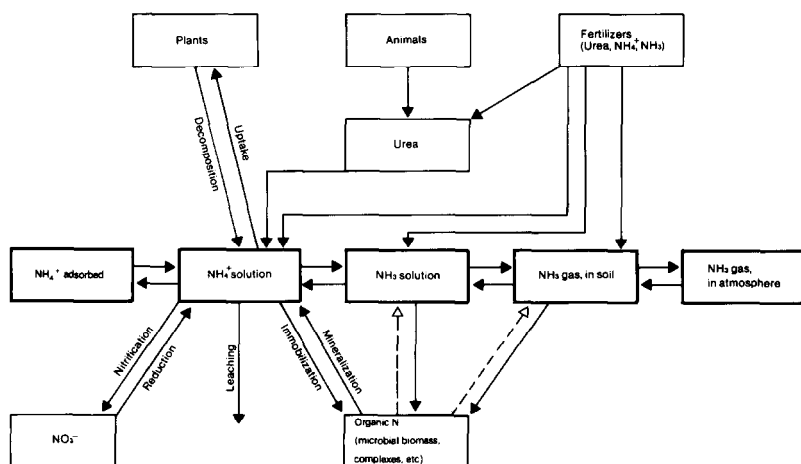 Plants
Animals
Fertilizers
(Urea, NH₄⁺, NH₃)
Decomposition
Uptake
Urea
NH₄⁺ adsorbed
NH₄⁺ solution
NH₃ solution
NH₃ gas, in soil
NH₃ gas,
in atmosphere
Nitrification
Reduction
Leaching
Immobilization
Mineralization
NO₃⁻
Organic N
(microbial biomass,
complexes, etc)